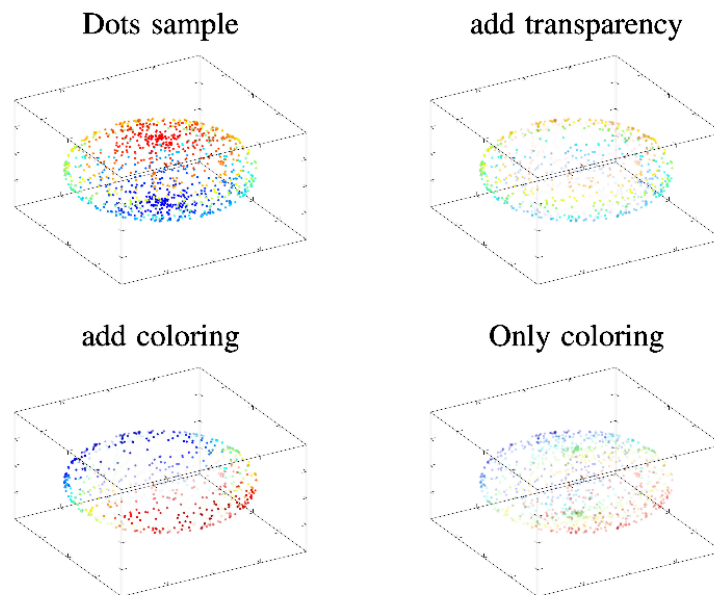 Dots sample
add transparency
add coloring
Only coloring